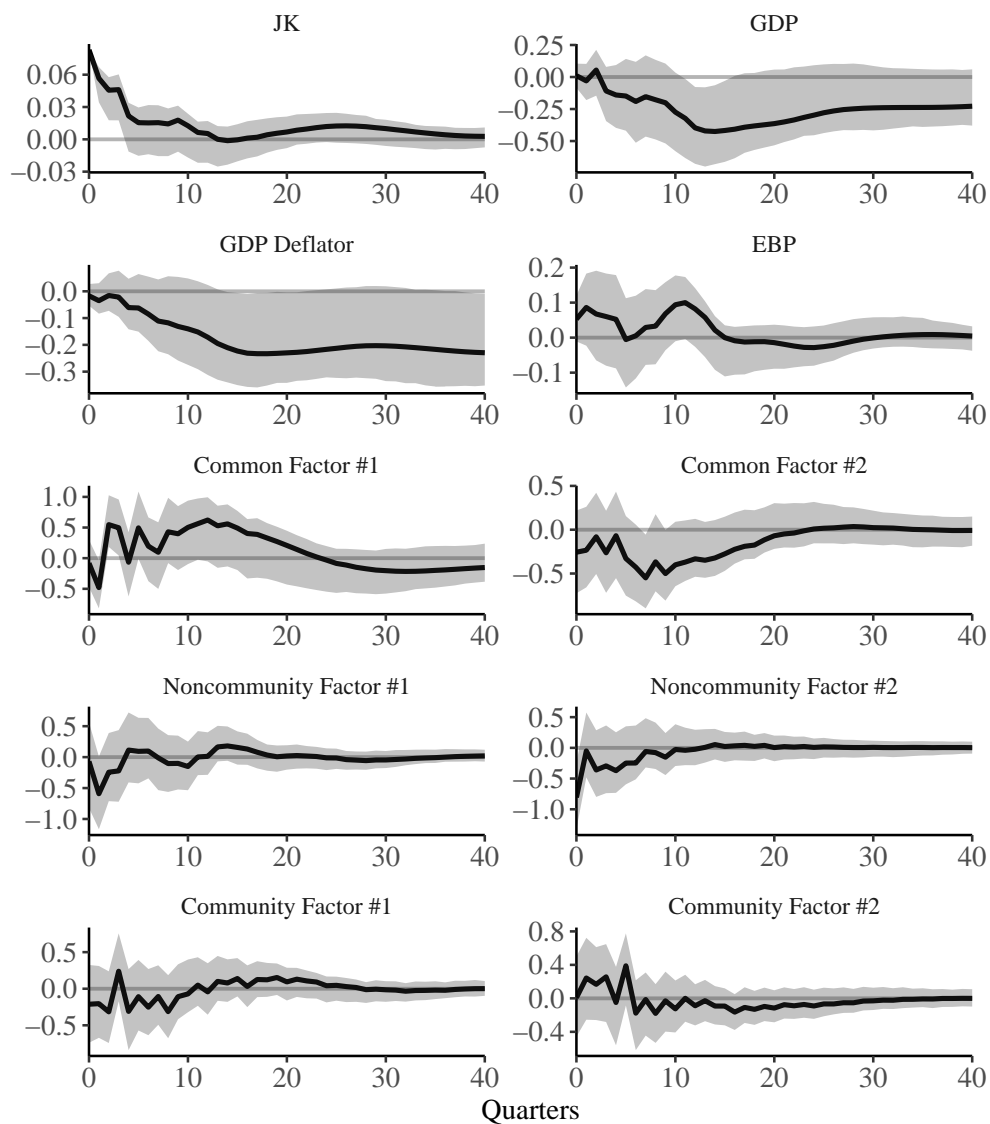 JK GDP
0.06
0.03
0.00
−0.03
0 10 20 30 40
0.25
0.00
−0.25
−0.50
0 10 20 30 40
GDP Deflator EBP
0.0
−0.1
−0.2
−0.3
0 10 20 30 40
0.2
0.1
0.0
−0.1
0 10 20 30 40
Common Factor #1 Common Factor #2
1.0
0.5
0.0
−0.5
0 10 20 30 40
0.5
0.0
−0.5
0 10 20 30 40
Noncommunity Factor #1 Noncommunity Factor #2
0.5
0.0
−0.5
−1.0
0 10 20 30 40
0.5
0.0
−0.5
−1.0
0 10 20 30 40
Community Factor #1 Community Factor #2
0.5
0.0
−0.5
0 10 20 30 40
0.8
0.4
0.0
−0.4
0 10 20 30 40
Quarters